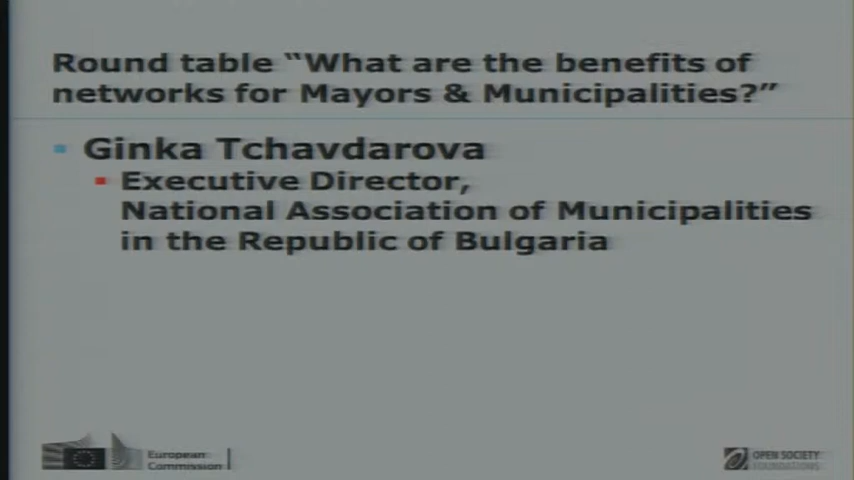 Round table “What are the benefits of
networks for Mayors & Municipalities?”
Ginka Tchavdarova
Executive Director,
National Association of Municipalities
in the Republic of Bulgaria
European
Commission
OPEN SOCIETY
FOUNDATIONS